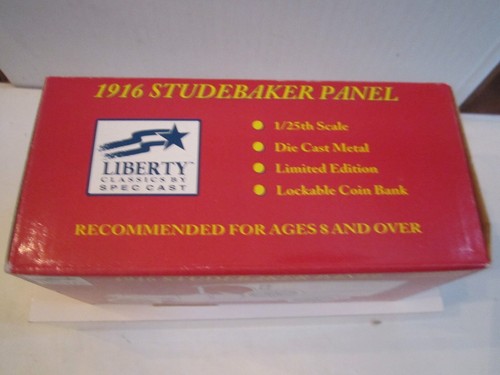 1916 STUDEBAKER PANEL
LIBERTY™
CLASSICS BY
SPEC CAST
1/25th Scale
Die Cast Metal
Limited Edition
Lockable Coin Bank
RECOMMENDED FOR AGES 8 AND OVER